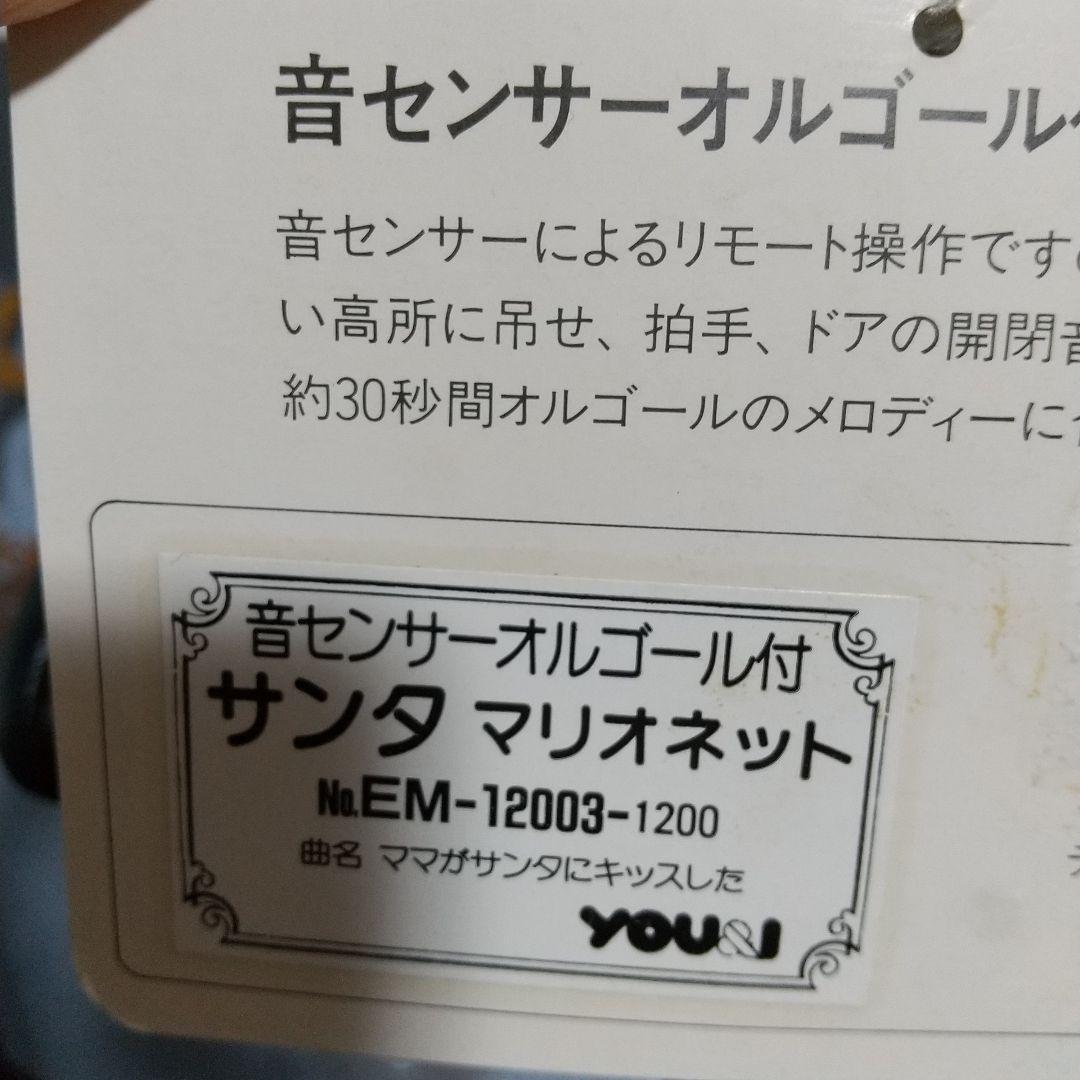 音センサーオルゴール
音センサーによるリモート操作です
い高所に吊せ、拍手、ドアの開閉音
約30秒間オルゴールのメロディーに
音センサーオルゴール付
サンタ マリオネット
No.EM-12003-1200
曲名 ママがサンタにキッスした
YOU&I